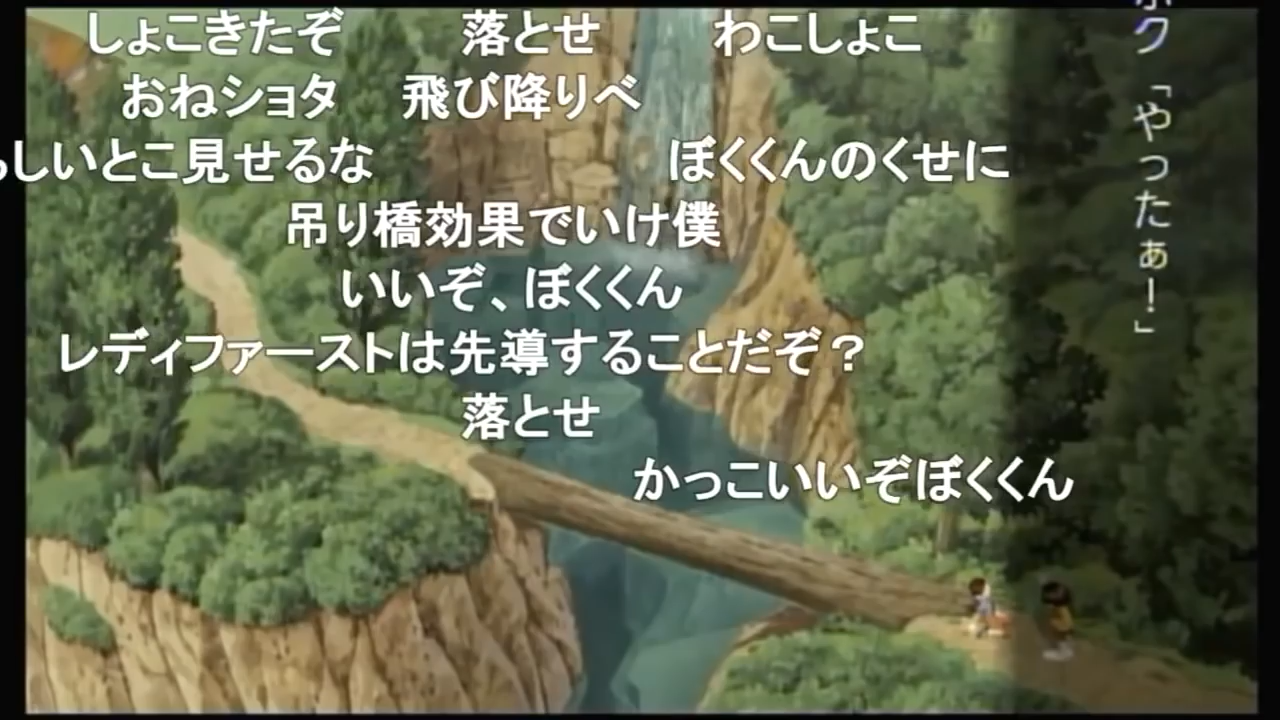 しょこきたぞ 落とせ わこしょこ
おねショタ 飛び降りべ
らしいとこ見せるな ぼくくんのくせに
吊り橋効果でいけ僕
いいぞ、ぼくくん
レディファーストは先導することだぞ？
落とせ
かっこいいぞぼくくん
ボク「やったぁ！」